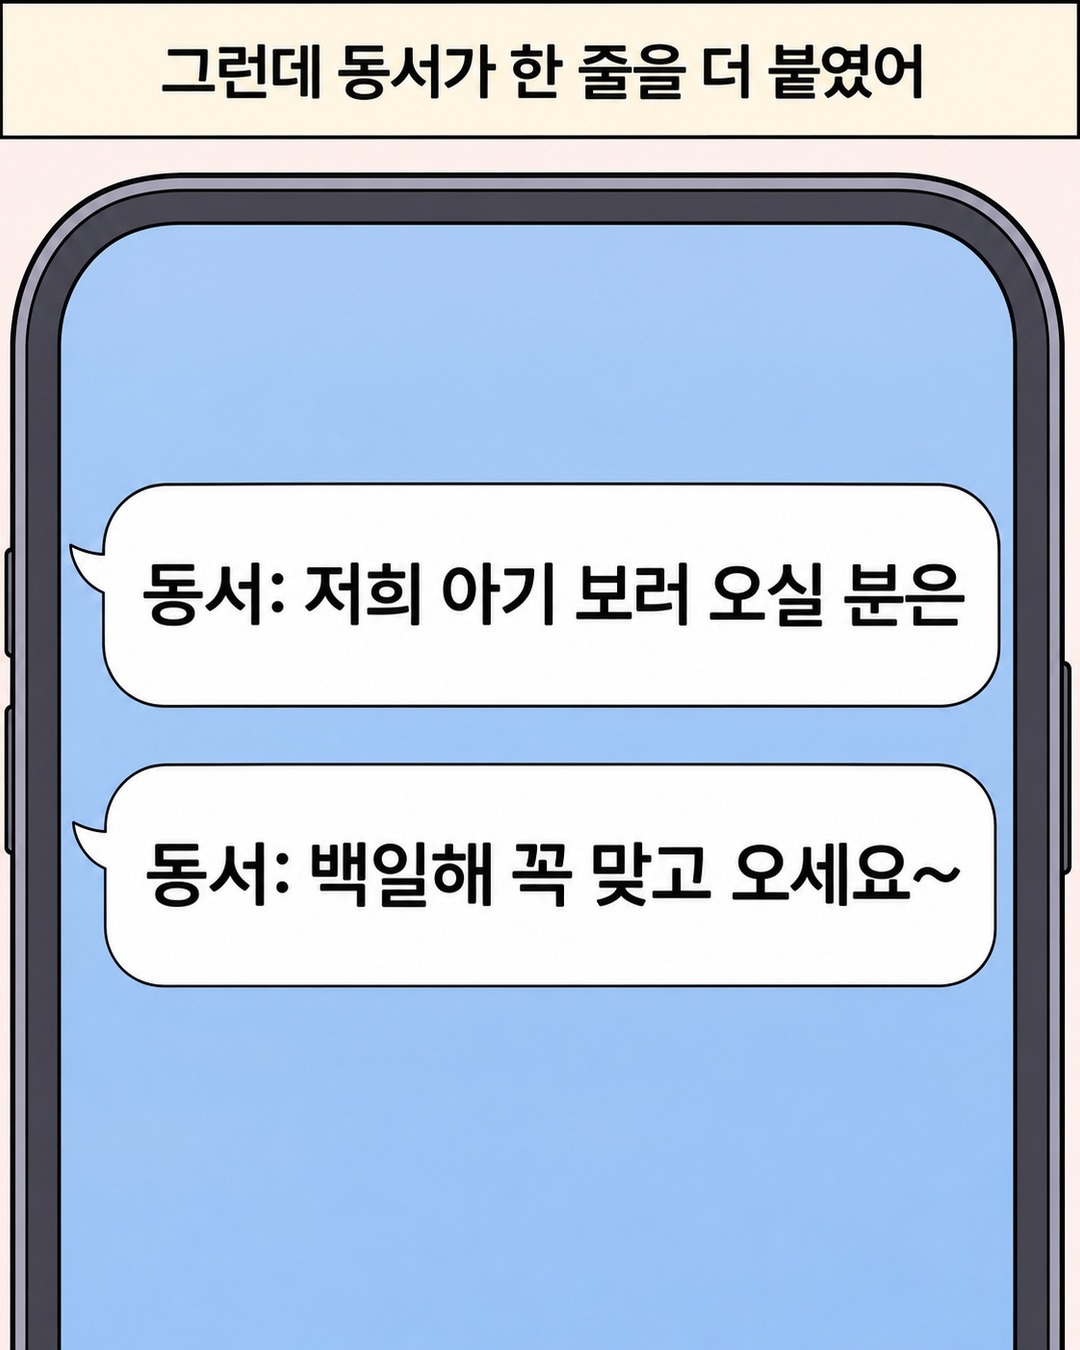 그런데 동서가 한 줄을 더 붙였어
동서: 저희 아기 보러 오실 분은
동서: 백일해 꼭 맞고 오세요~